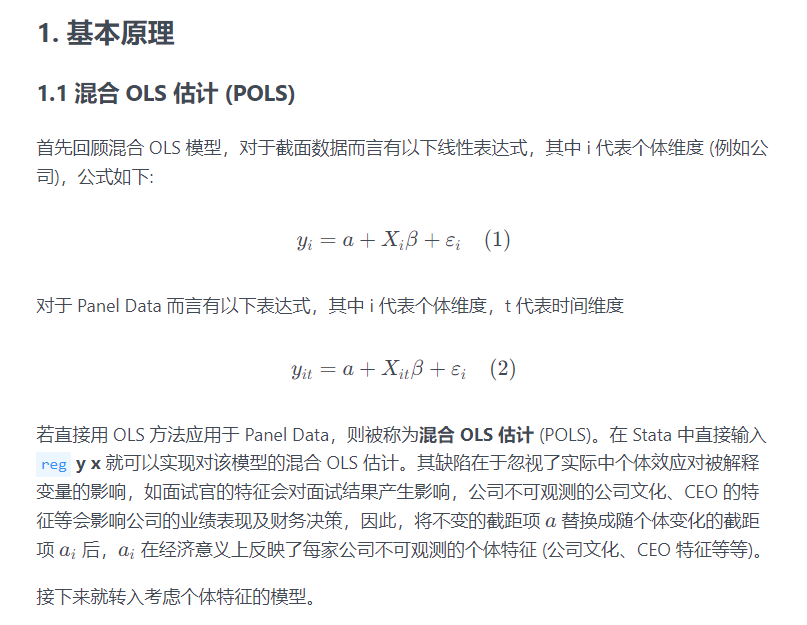 1. 基本原理
1.1 混合 OLS 估计 (POLS)
首先回顾混合 OLS 模型，对于截面数据而言有以下线性表达式，其中 i 代表个体维度 (例如公
司)，公式如下:
y_i = a + X_iβ + ε_i (1)
对于 Panel Data 而言有以下表达式，其中 i 代表个体维度，t 代表时间维度
y_{it} = a + X_{it}β + ε_i (2)
若直接用 OLS 方法应用于 Panel Data，则被称为混合 OLS 估计 (POLS)。在 Stata 中直接输入
reg y x 就可以实现对该模型的混合 OLS 估计。其缺陷在于忽视了实际中个体效应对被解释
变量的影响，如面试官的特征会对面试结果产生影响，公司不可观测的公司文化、CEO 的特
征等会影响公司的业绩表现及财务决策，因此，将不变的截距项 a 替换成随个体变化的截距
项 a_i 后，a_i 在经济意义上反映了每家公司不可观测的个体特征 (公司文化、CEO 特征等等)。
接下来就转入考虑个体特征的模型。